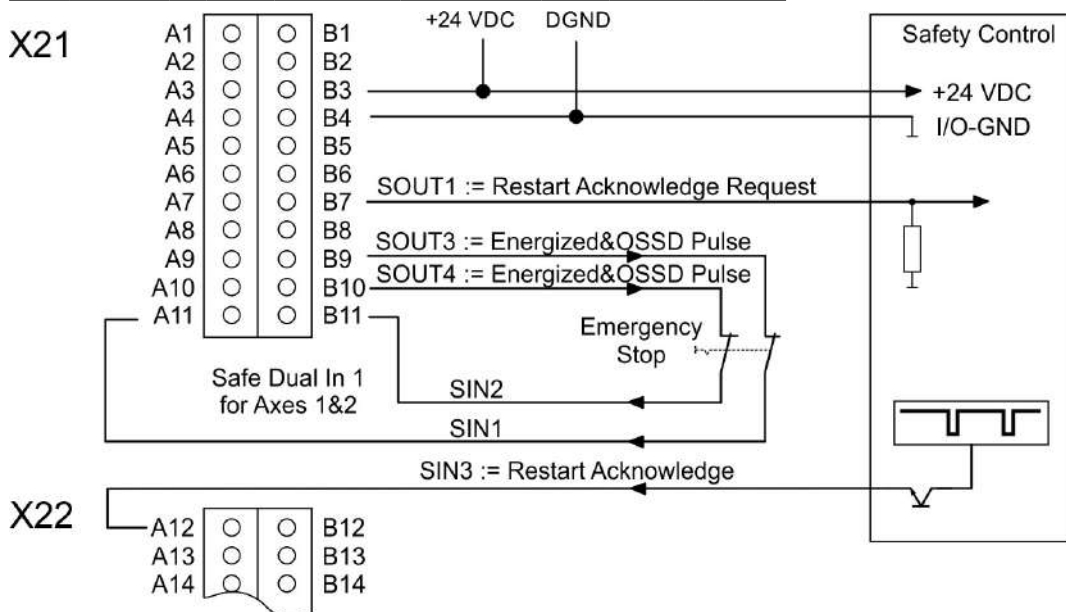 +24 VDC DGND
X21
Safety Control
A1 B1
A2 B2
A3 B3
+24 VDC
A4 B4
I/O-GND
A5 B5
A6 B6
SOUT1 := Restart Acknowledge Request
A7 B7
A8 B8
SOUT3 := Energized&OSSD Pulse
A9 B9
SOUT4 := Energized&OSSD Pulse
A10 B10
A11 B11
Emergency
Stop
Safe Dual In 1
for Axes 1&2
SIN2
SIN1
SIN3 := Restart Acknowledge
X22
A12 B12
A13 B13
A14 B14